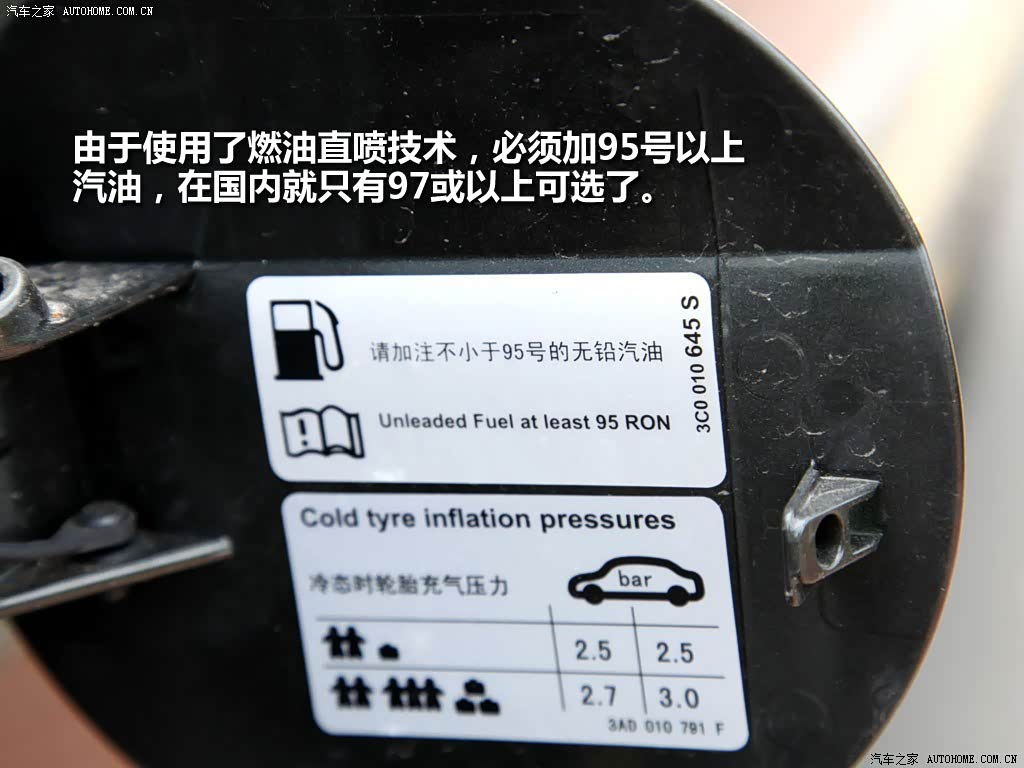 汽车之家 AUTOHOME.COM.CN
由于使用了燃油直喷技术，必须加95号以上
汽油，在国内就只有97或以上可选了。
请加注不小于95号的无铅汽油
Unleaded Fuel at least 95 RON
3C0 010 645 S
Cold tyre inflation pressures
冷态时轮胎充气压力
bar
2.5 2.5
2.7 3.0
3AD 010 791 F
汽车之家 AUTOHOME.COM.CN